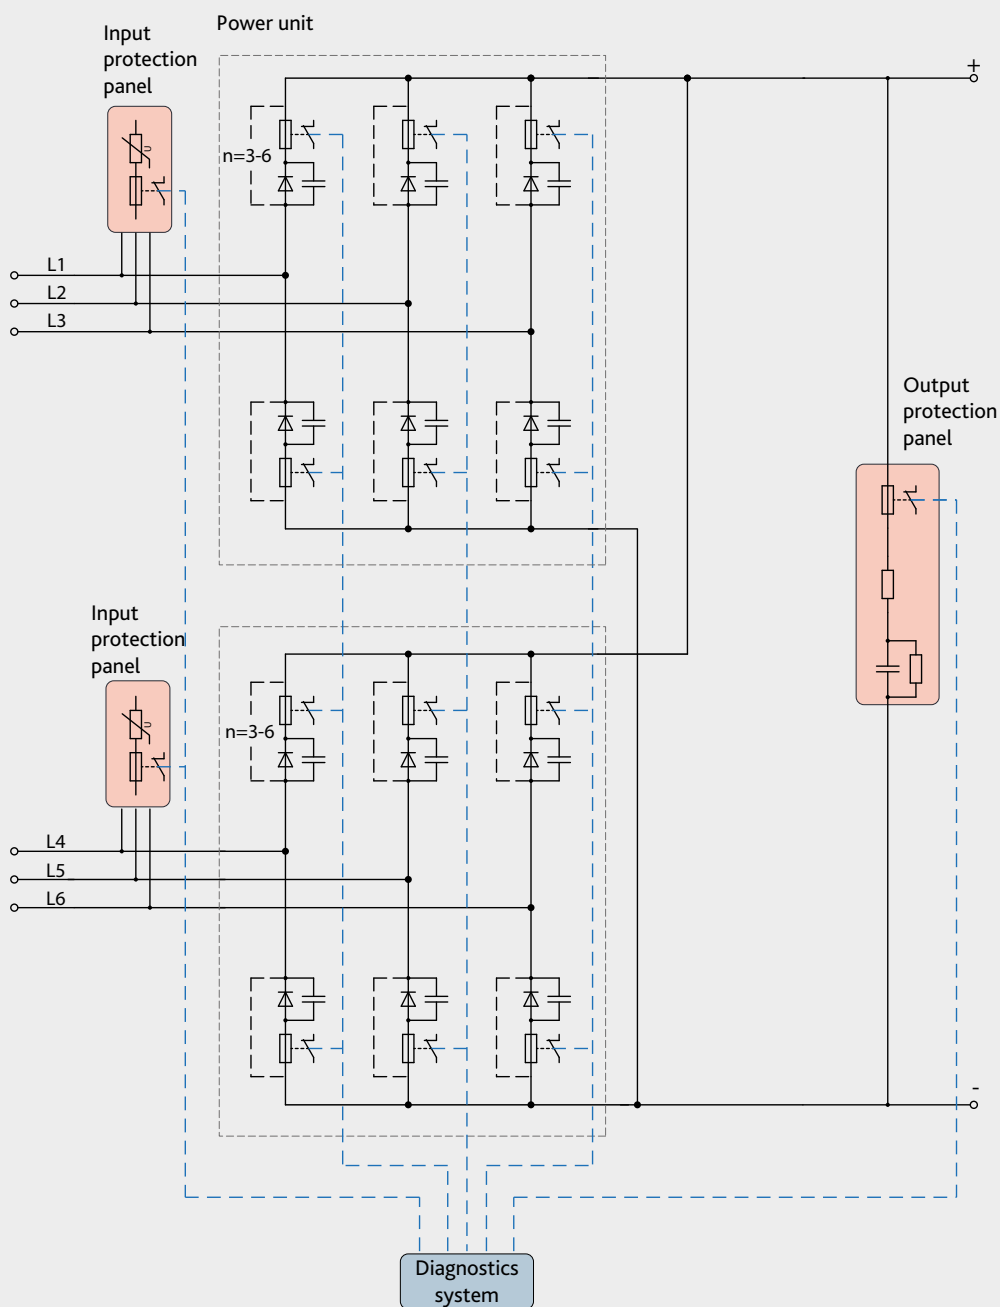 Power unit
Input
protection
panel
+
U
n=3-6
L1
L2
L3
Output
protection
panel
Input
protection
panel
U
n=3-6
L4
L5
L6
-
Diagnostics
system